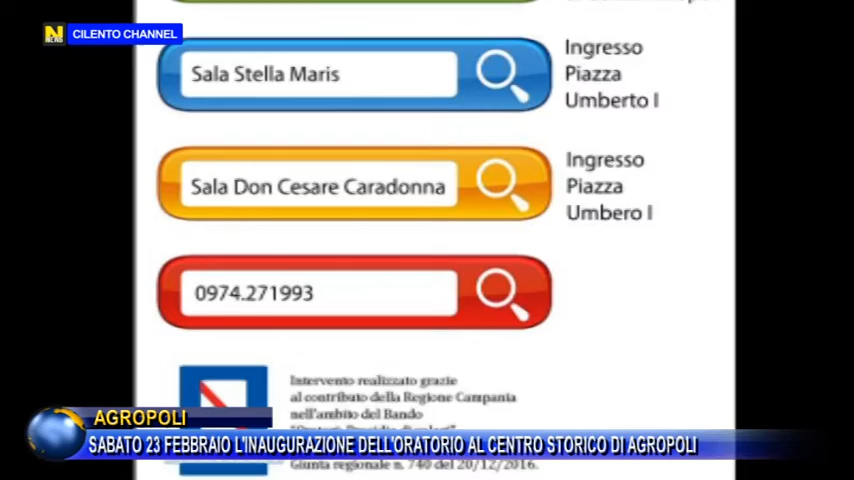 N
NEWS
CILENTO CHANNEL
Sala Stella Maris
Ingresso
Piazza
Umberto I
Sala Don Cesare Caradonna
Ingresso
Piazza
Umbero I
0974.271993
Intervento realizzato grazie
al contributo della Regione Campania
nell'ambito del Bando
AGROPOLI
SABATO 23 FEBBRAIO L'INAUGURAZIONE DELL'ORATORIO AL CENTRO STORICO DI AGROPOLI
Giunta regionale n. 740 del 20/12/2016.